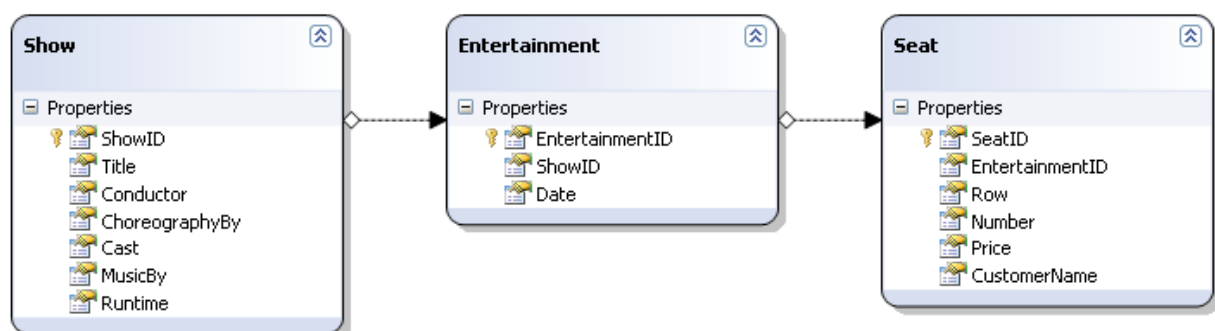 Show
Properties
ShowID
Title
Conductor
ChoreographyBy
Cast
MusicBy
Runtime
Entertainment
Properties
EntertainmentID
ShowID
Date
Seat
Properties
SeatID
EntertainmentID
Row
Number
Price
CustomerName